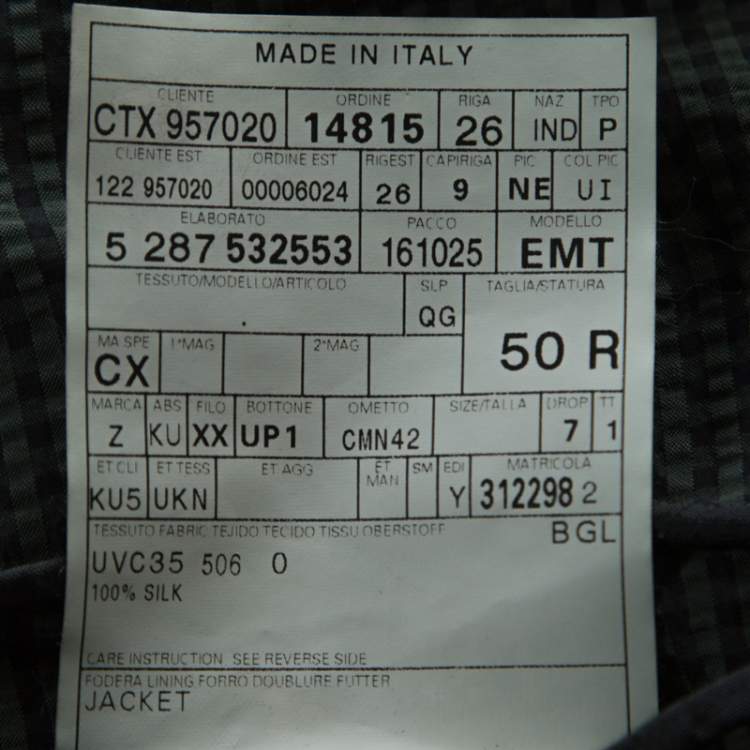 MADE IN ITALY
CLIENTE ORDINE RIGA NAZ TPO
CTX 957020 14815 26 IND P
CLIENTE EST ORDINE EST RIGEST CAPIRIGA PIC COL PIC
122 957020 00006024 26 9 NE UI
ELABORATO PACCO MODELLO
5 287 532553 161025 EMT
TESSUTO/MODELLO/ARTICOLO SLP TAGLIA/STATURA
QG
50 R
MA SPE 1°MAG 2°MAG
CX
MARCA ABS FILO BOTTONE OMETTO SIZE/TALLA DROP TT
Z KU XX UP1 CMN42 7 1
ET CLI ET TESS ET AGG ET MAN SM EDI MATRICOLA
KU5 UKN Y 312298 2
TESSUTO FABRIC TEJIDO TECIDO TISSU OBERSTOFF BGL
UVC35 506 O
100% SILK
CARE INSTRUCTION SEE REVERSE SIDE
FODERA LINING FORRO DOUBLURE FUTTER
JACKET